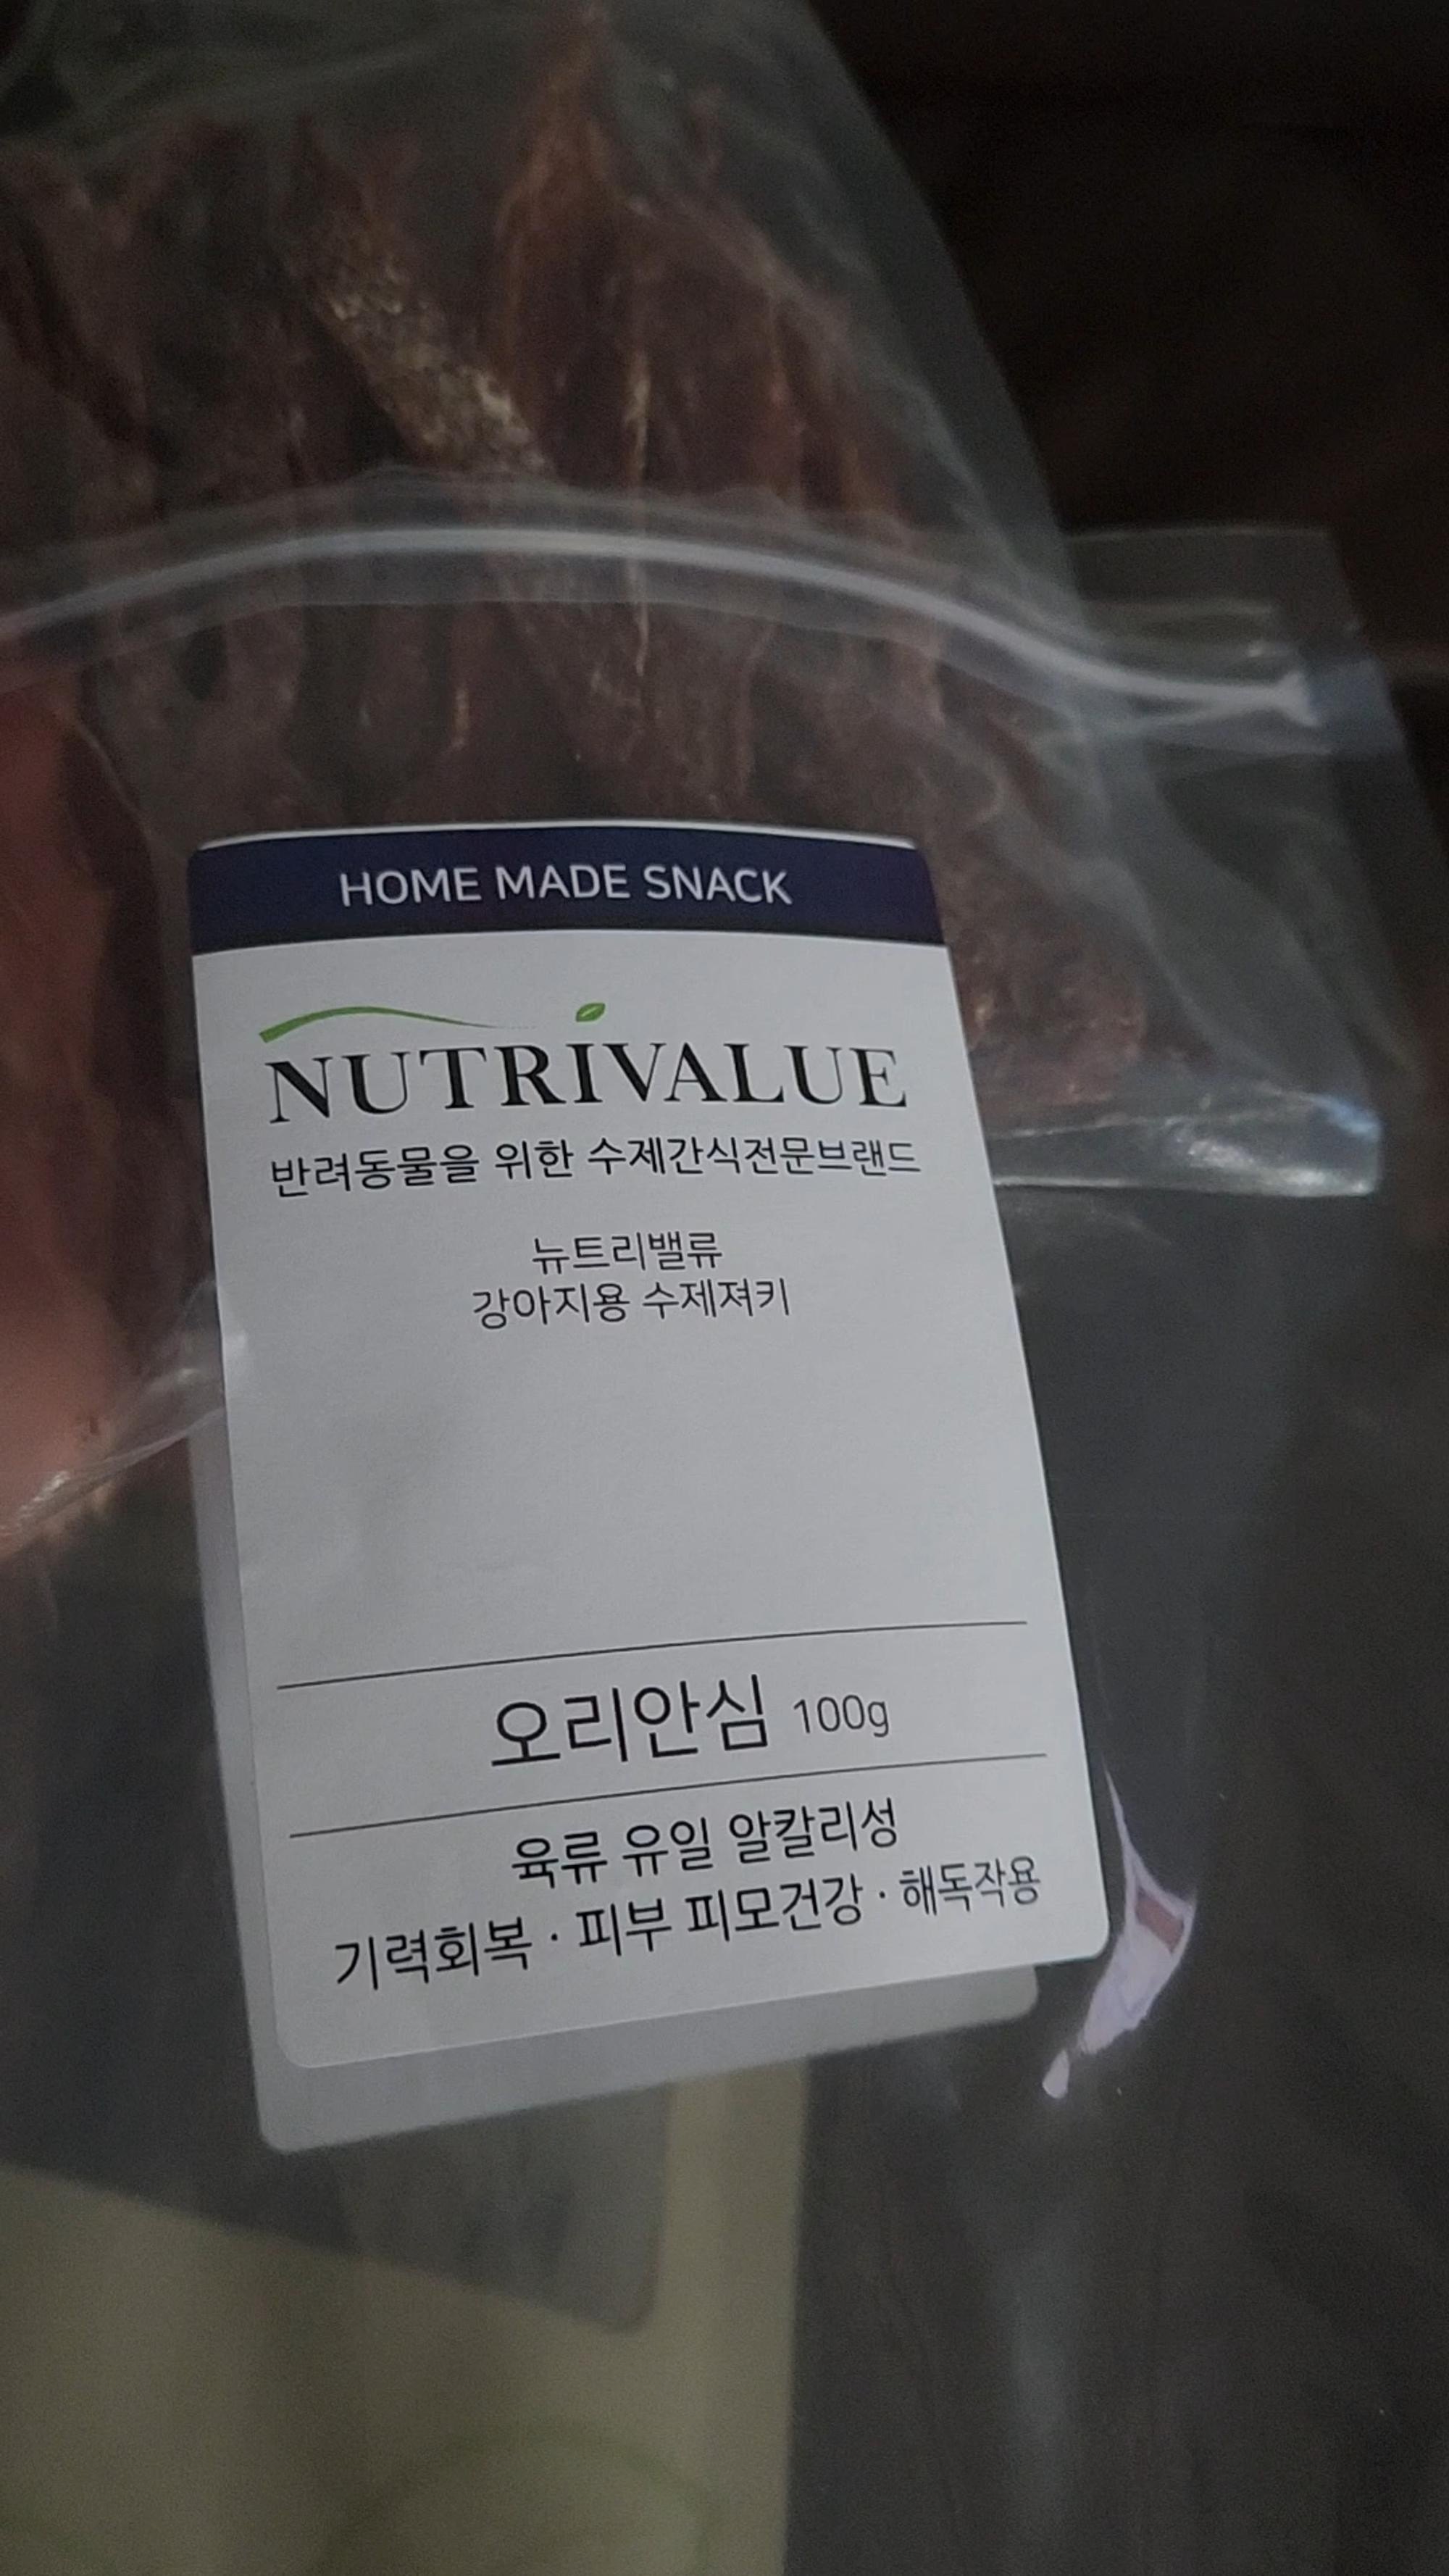 HOME MADE SNACK
NUTRIVALUE
반려동물을 위한 수제간식전문브랜드
뉴트리밸류
강아지용 수제져키
오리안심 100g
육류 유일 알칼리성
기력회복 · 피부 피모건강 · 해독작용